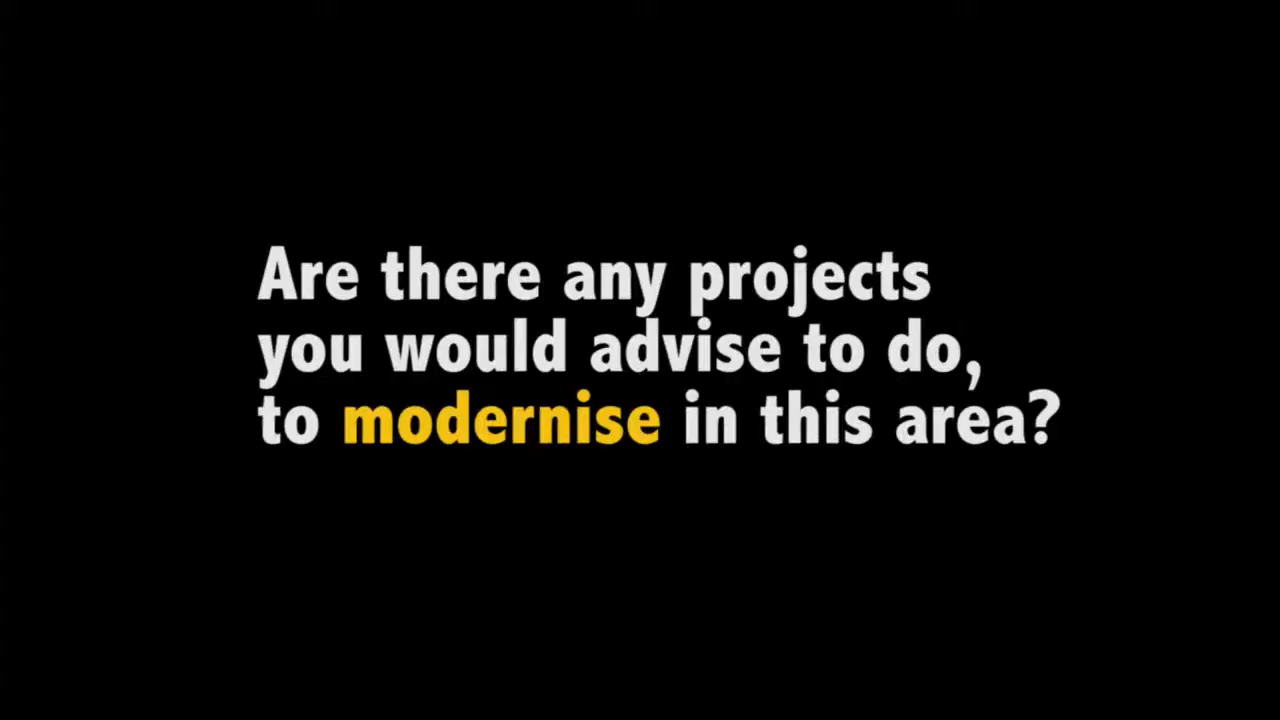 Are there any projects
you would advise to do,
to modernise in this area?